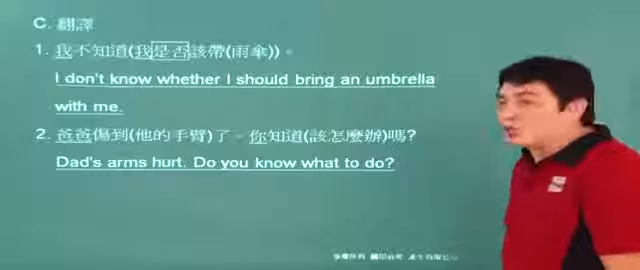 C. 翻譯
1. 我不知道(我是否該帶(雨傘))。
I don't know whether I should bring an umbrella
with me.
2. 爸爸傷到(他的手臂)了。你知道(該怎麼辦)嗎?
Dad's arms hurt. Do you know what to do?